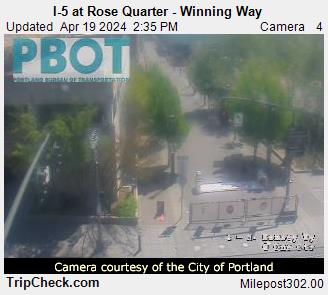 I-5 at Rose Quarter - Winning Way
Updated Apr 19 2024 2:35 PM Camera 4
PBOT
PORTLAND BUREAU OF TRANSPORTATION
Camera courtesy of the City of Portland
TripCheck.com Milepost302.00